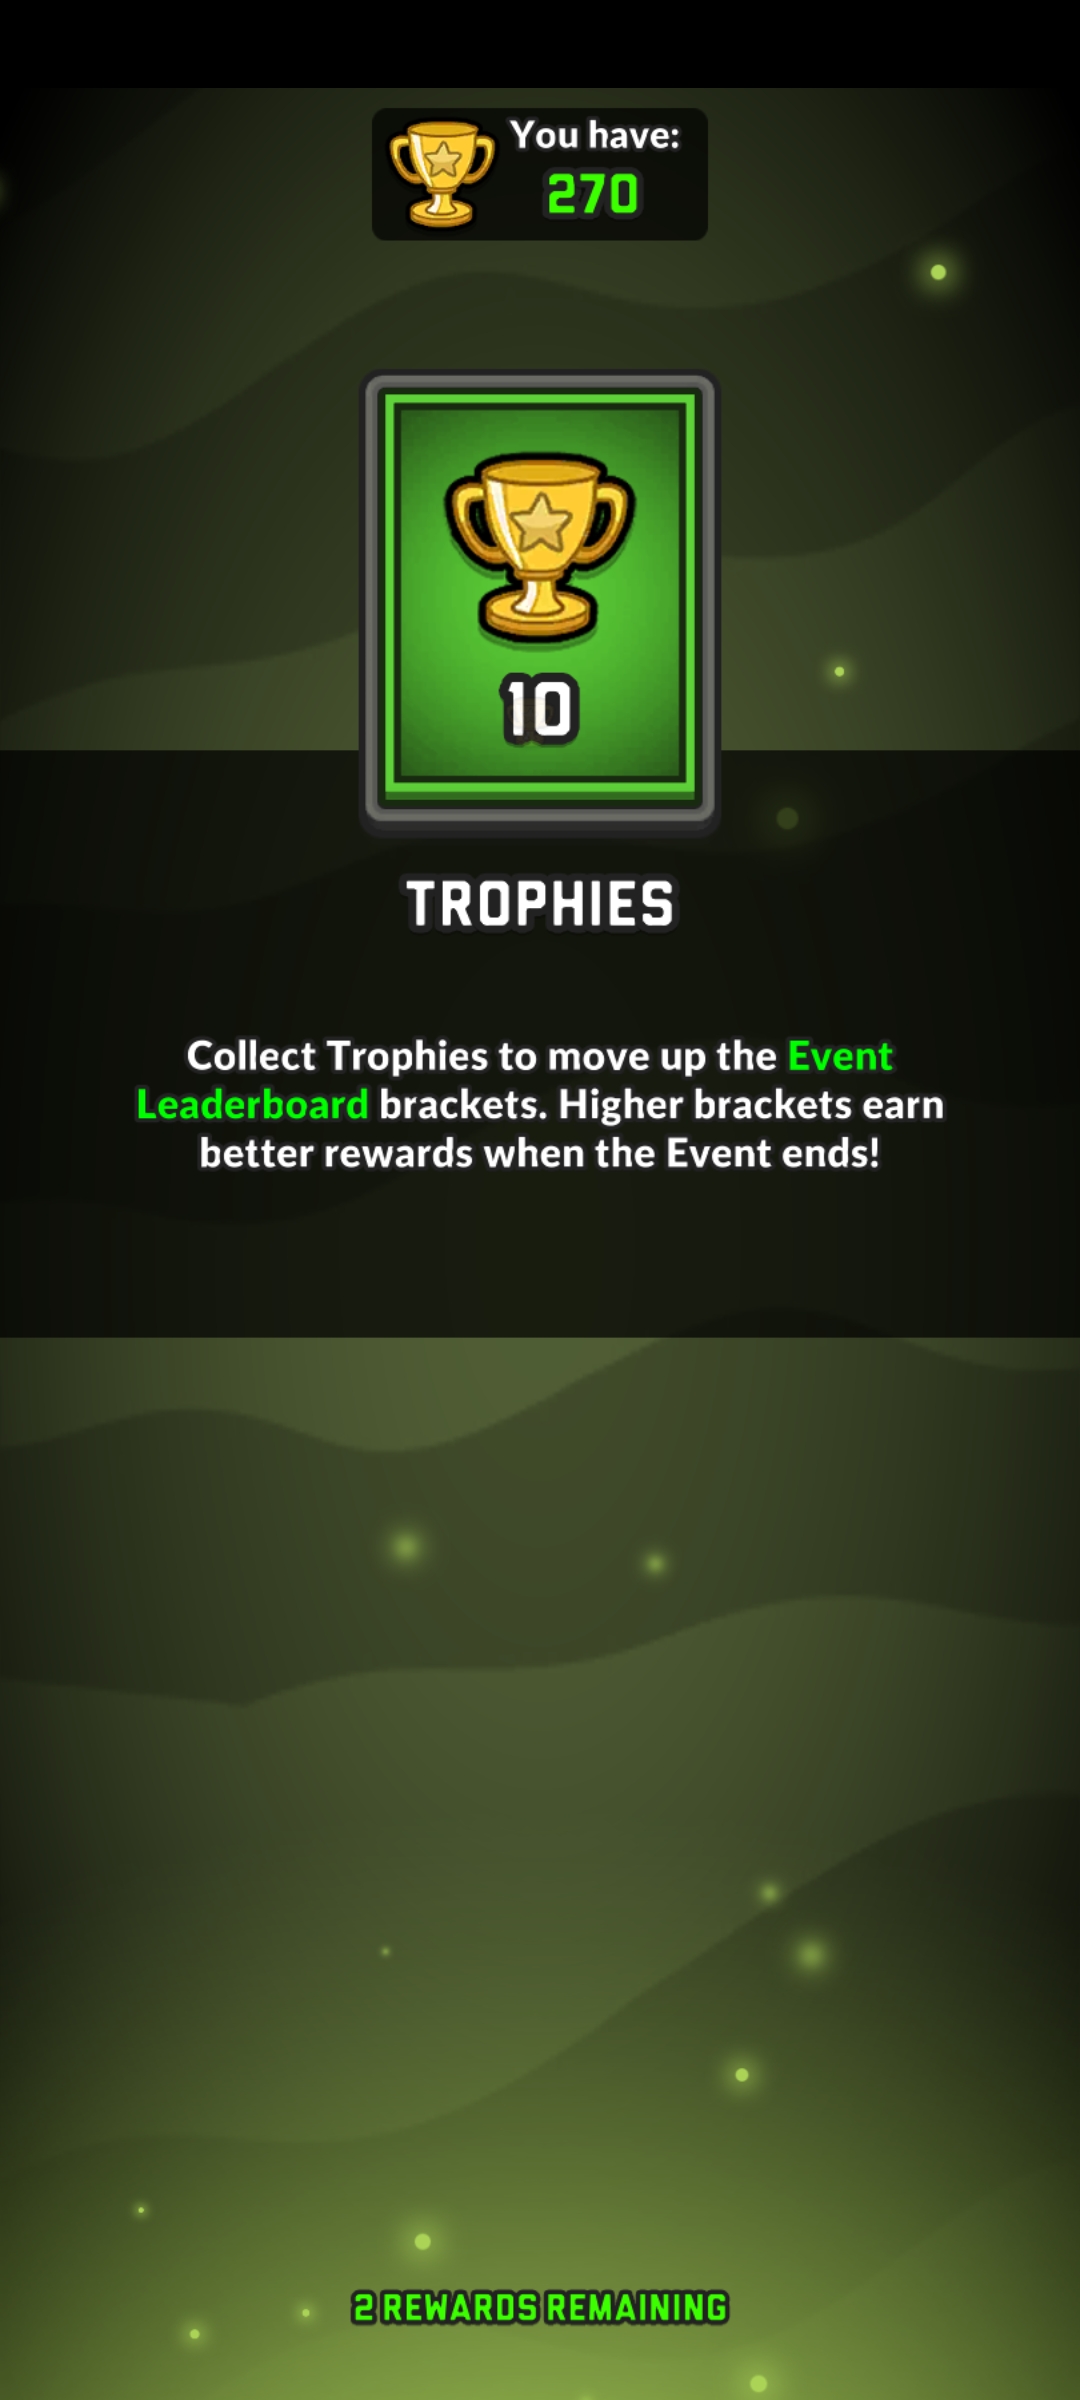 You have:
270
10
TROPHIES
Collect Trophies to move up the Event
Leaderboard brackets. Higher brackets earn
better rewards when the Event ends!
2 REWARDS REMAINING